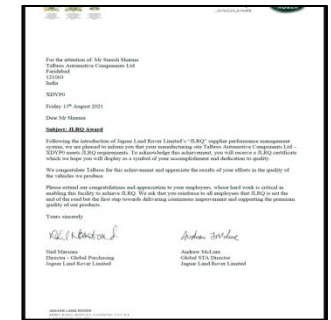 JAGUAR
For the attention of: Mr Suresh Sharma
Talbros Automotive Components Ltd
Faridabad
121003
India
XDYF0
Friday 13th August 2021
Dear Mr Sharma
Subject: JLRQ Award
Following the introduction of Jaguar Land Rover Limited's "JLRQ" supplier performance management
system, we are pleased to inform you that your manufacturing site Talbros Automotive Components Ltd –
XDYF0 meets JLRQ requirements. To acknowledge this achievement, you will receive a JLRQ certificate
which we hope you will display as a symbol of your accomplishment and dedication to quality.
We congratulate Talbros for this achievement and appreciate the results of your efforts in the quality of
the vehicles we produce.
Please extend our congratulations and appreciation to your employees, whose hard work is critical in
enabling this facility to achieve JLRQ. We ask that you reinforce to all employees that JLRQ is not the
end of the road but the first step towards delivering continuous improvement and supporting the premium
quality of our products.
Yours sincerely
Director – Global Purchasing
Global STA Director
Jaguar Land Rover Limited
Jaguar Land Rover Limited
JAGUAR LAND ROVER